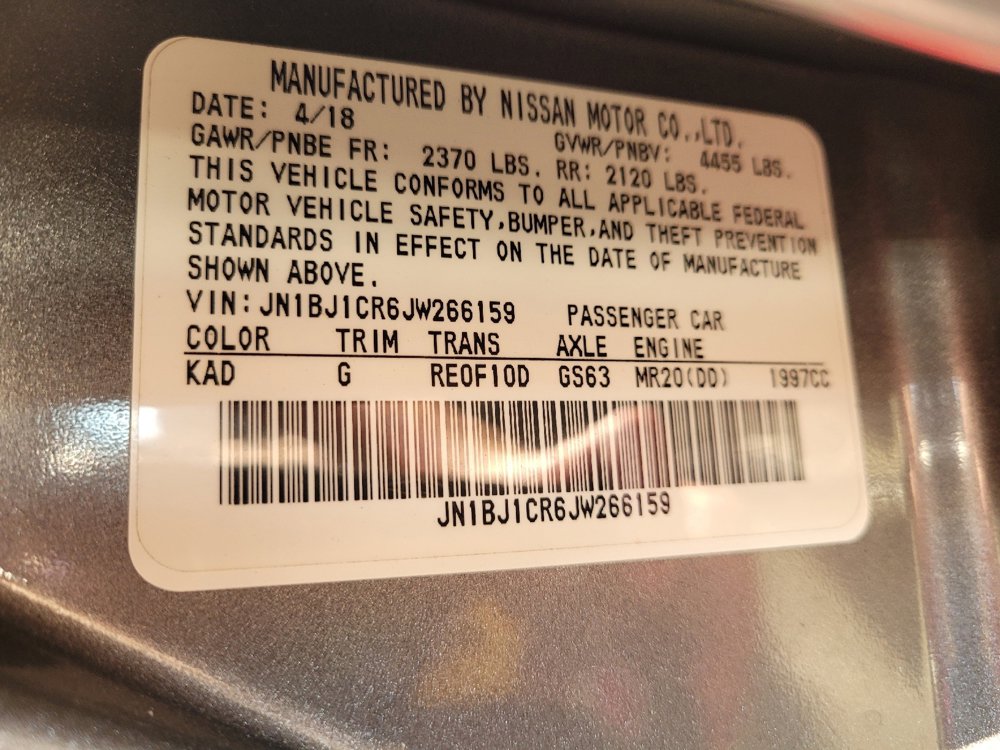 MANUFACTURED BY NISSAN MOTOR CO.,LTD.
DATE: 4/18 GVWR/PNBV: 4455 LBS.
GAWR/PNBE FR: 2370 LBS. RR: 2120 LBS.
THIS VEHICLE CONFORMS TO ALL APPLICABLE FEDERAL
MOTOR VEHICLE SAFETY,BUMPER,AND THEFT PREVENTION
STANDARDS IN EFFECT ON THE DATE OF MANUFACTURE
SHOWN ABOVE.
VIN:JN1BJ1CR6JW266159 PASSENGER CAR
COLOR TRIM TRANS AXLE ENGINE
KAD G RE0F10D GS63 MR20(DD) 1997CC
JN1BJ1CR6JW266159